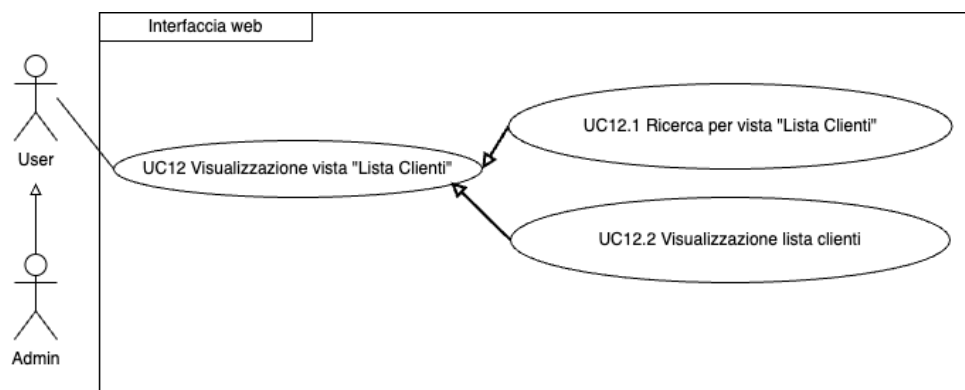 Interfaccia web
User
UC12 Visualizzazione vista "Lista Clienti"
UC12.1 Ricerca per vista "Lista Clienti"
UC12.2 Visualizzazione lista clienti
Admin